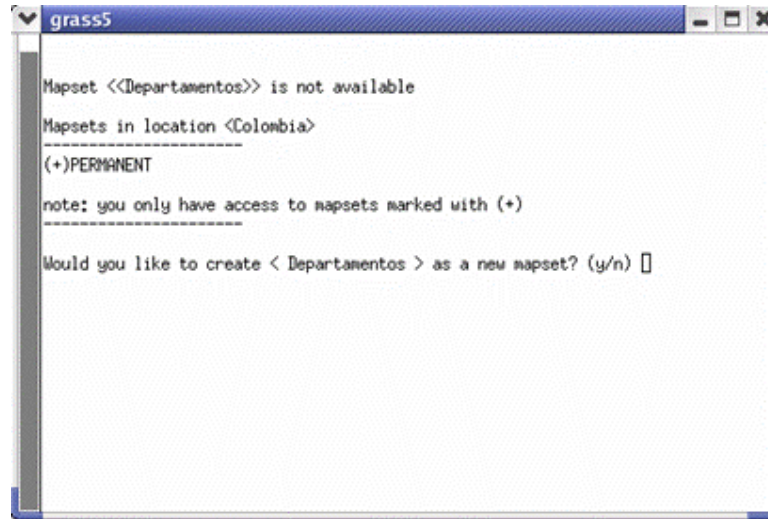 grass5
Mapset <<Departamentos>> is not available
Mapsets in location <Colombia>
----------------------
(+)PERMANENT
note: you only have access to mapsets marked with (+)
----------------------
Would you like to create < Departamentos > as a new mapset? (y/n)